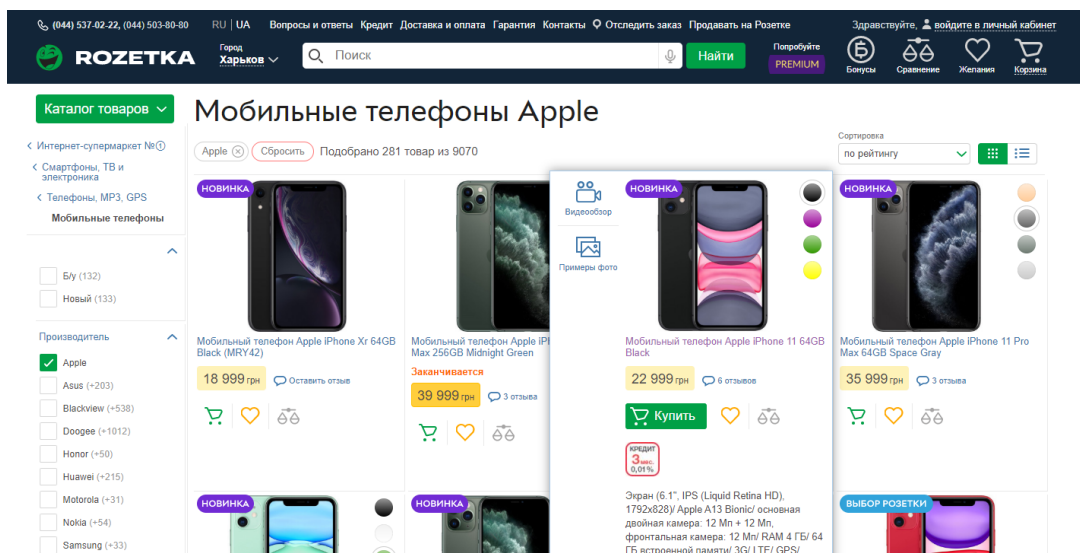 (044) 537-02-22, (044) 503-80-80 RU | UA Вопросы и ответы Кредит Доставка и оплата Гарантия Контакты Отследить заказ Продавать на Розетке Здравствуйте, войдите в личный кабинет
ROZETKA
Город
Харьков
Поиск
Найти
Попробуйте
PREMIUM
Бонусы
Сравнение
Желания
Корзина
Каталог товаров
Мобильные телефоны Apple
Интернет-супермаркет №1
Смартфоны, ТВ и
электроника
Телефоны, MP3, GPS
Мобильные телефоны
Apple
Сбросить
Подобрано 281 товар из 9070
Сортировка
по рейтингу
Б/у (132)
Новый (133)
Производитель
Apple
Asus (+203)
Blackview (+538)
Doogee (+1012)
Honor (+50)
Huawei (+215)
Motorola (+31)
Nokia (+54)
Samsung (+33)
НОВИНКА
Мобильный телефон Apple iPhone Xr 64GB
Black (MRY42)
18 999 грн
Оставить отзыв
Мобильный телефон Apple iP
Max 256GB Midnight Green
Заканчивается
39 999 грн
3 отзыва
Видеообзор
Примеры фото
НОВИНКА
Мобильный телефон Apple iPhone 11 64GB
Black
22 999 грн
6 отзывов
Купить
КРЕДИТ
3 мес.
0,01%
Экран (6.1", IPS (Liquid Retina HD),
1792x828)/ Apple A13 Bionic/ основная
двойная камера: 12 Мп + 12 Мп,
фронтальная камера: 12 Мп/ RAM 4 ГБ/ 64
ГБ встроенной памяти/ 3G/ LTE/ GPS/
НОВИНКА
Мобильный телефон Apple iPhone 11 Pro
Max 64GB Space Gray
35 999 грн
3 отзыва
НОВИНКА
НОВИНКА
ВЫБОР РОЗЕТКИ